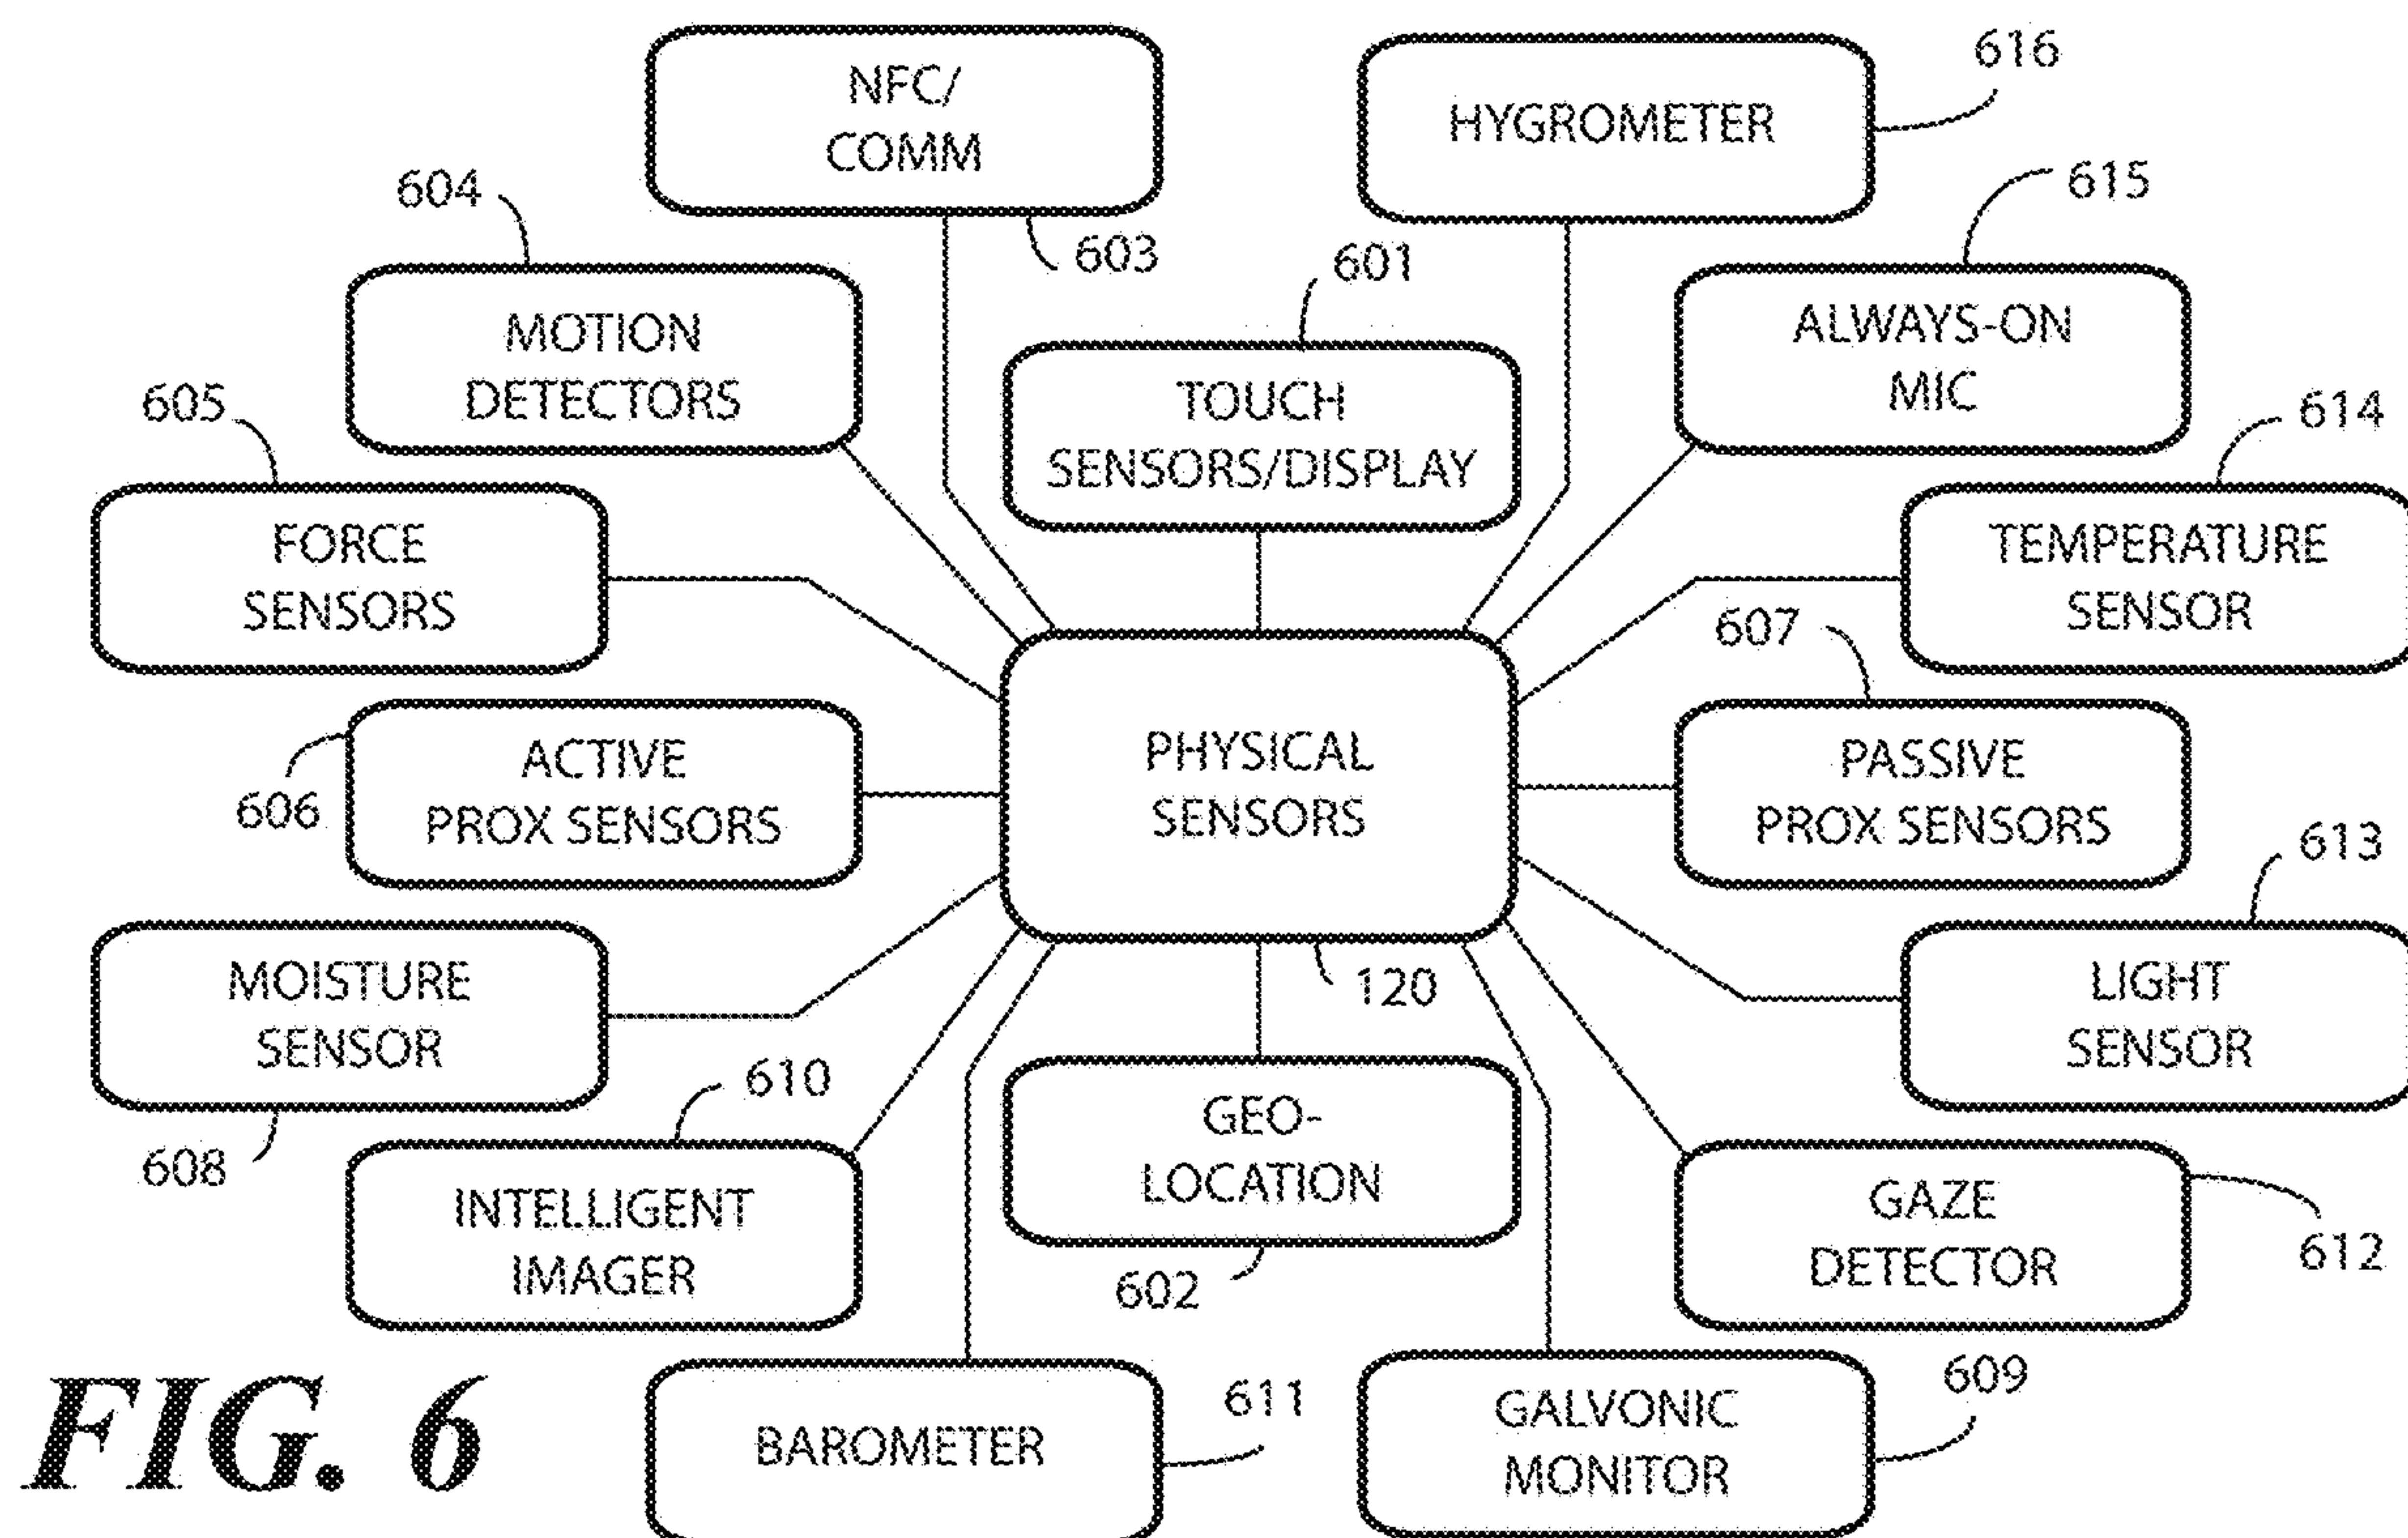 NFC/
COMM
603
HYGROMETER
616
604
MOTION
DETECTORS
601
TOUCH
SENSORS/DISPLAY
615
ALWAYS-ON
MIC
605
FORCE
SENSORS
614
TEMPERATURE
SENSOR
606
ACTIVE
PROX SENSORS
PHYSICAL
SENSORS
120
607
PASSIVE
PROX SENSORS
613
LIGHT
SENSOR
MOISTURE
SENSOR
608
610
INTELLIGENT
IMAGER
GEO-
LOCATION
602
GAZE
DETECTOR
612
BAROMETER
611
GALVONIC
MONITOR
609
FIG. 6